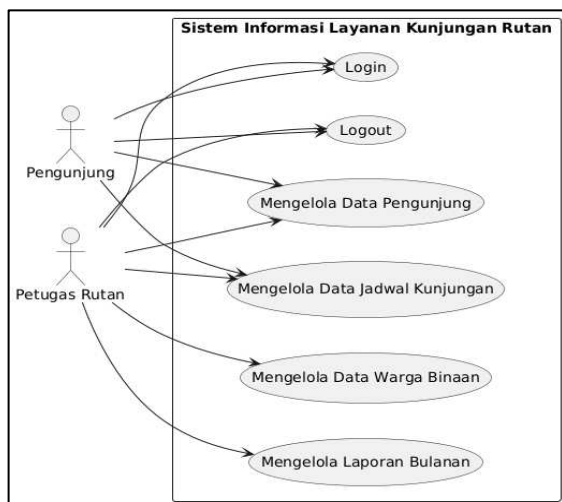 Sistem Informasi Layanan Kunjungan Rutan
Login
Logout
Pengunjung
Mengelola Data Pengunjung
Petugas Rutan
Mengelola Data Jadwal Kunjungan
Mengelola Data Warga Binaan
Mengelola Laporan Bulanan